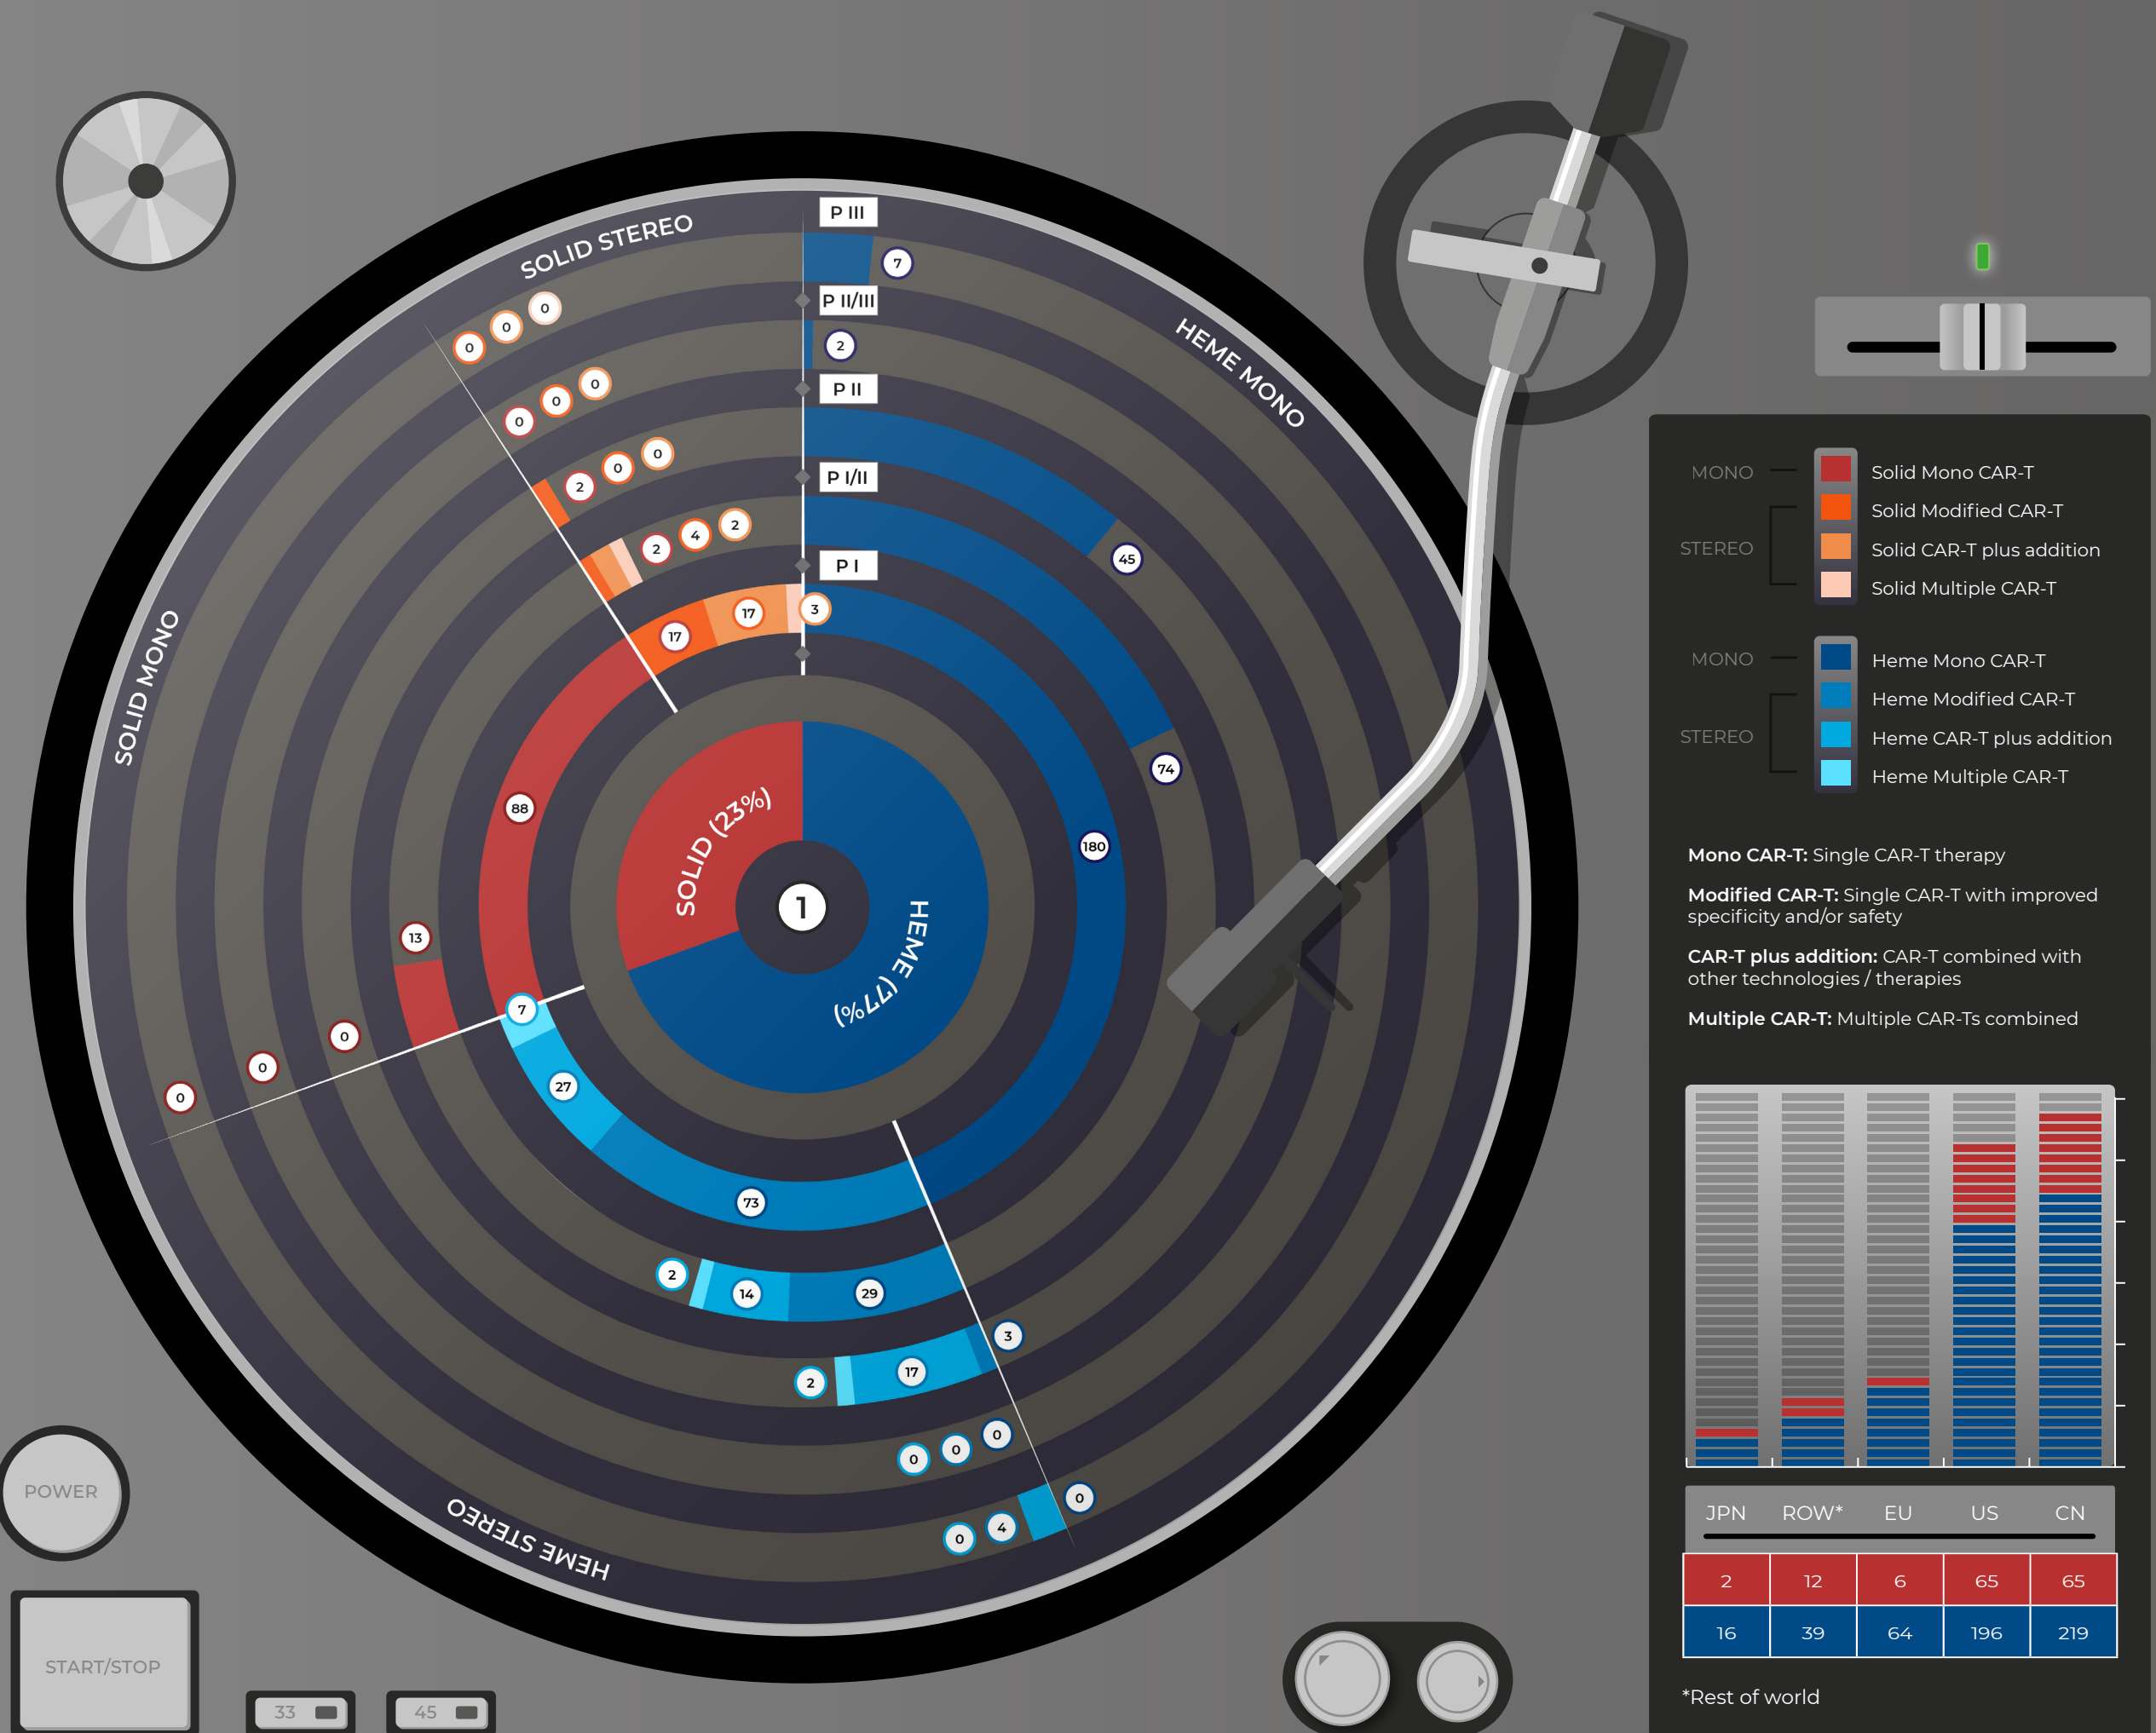 SOLID STEREO
HEME MONO
SOLID MONO
HEME STEREO
P III
7
P II/III
2
P II
45
P I/II
74
P I
180
0
0
0
0
0
0
2
0
0
2
4
2
17
17
3
88
13
0
0
0
7
27
73
2
14
29
2
17
3
0
0
0
0
4
0
SOLID (23%)
HEME (77%)
1
MONO
Solid Mono CAR-T
Solid Modified CAR-T
STEREO
Solid CAR-T plus addition
Solid Multiple CAR-T
MONO
Heme Mono CAR-T
Heme Modified CAR-T
STEREO
Heme CAR-T plus addition
Heme Multiple CAR-T
Mono CAR-T: Single CAR-T therapy
Modified CAR-T: Single CAR-T with improved
specificity and/or safety
CAR-T plus addition: CAR-T combined with
other technologies / therapies
Multiple CAR-T: Multiple CAR-Ts combined
JPN ROW* EU US CN
2 12 6 65 65
16 39 64 196 219
*Rest of world
POWER
START/STOP
33
45